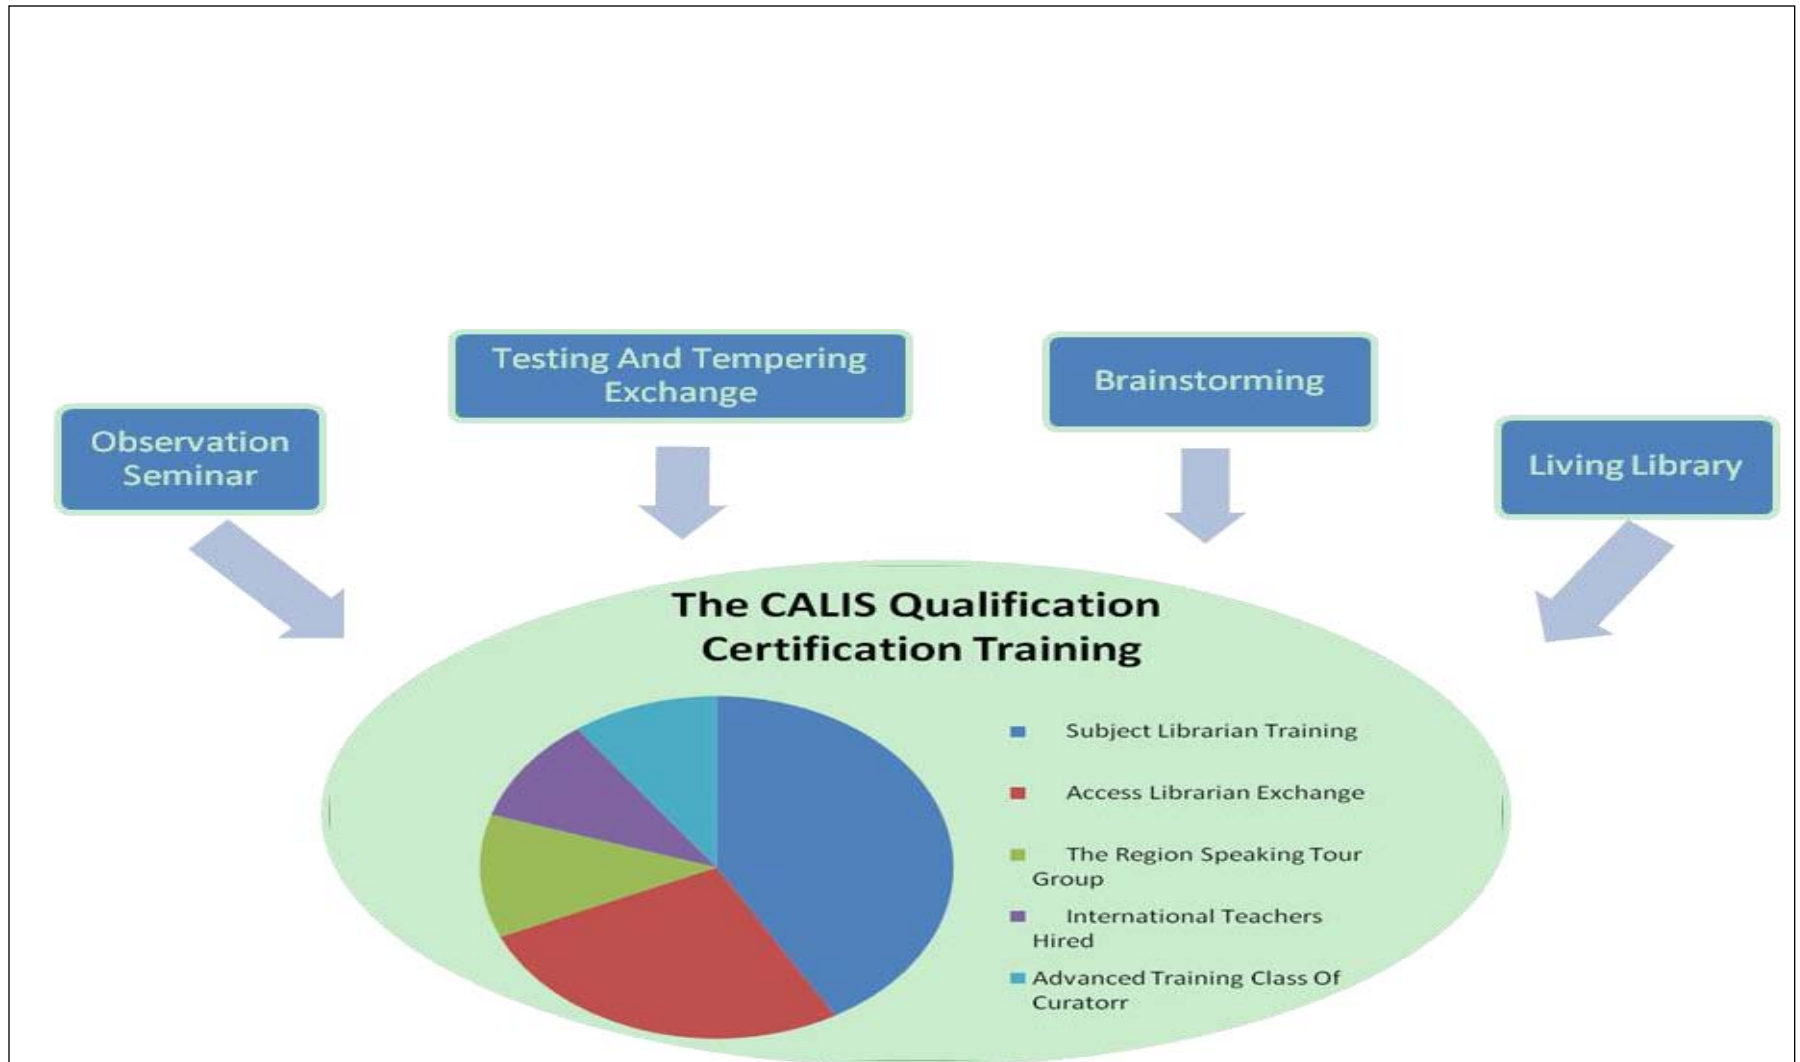 Testing And Tempering
Exchange
Brainstorming
Observation
Seminar
Living Library
The CALIS Qualification
Certification Training
Subject Librarian Training
Access Librarian Exchange
The Region Speaking Tour
Group
International Teachers
Hired
Advanced Training Class Of
Curatorr